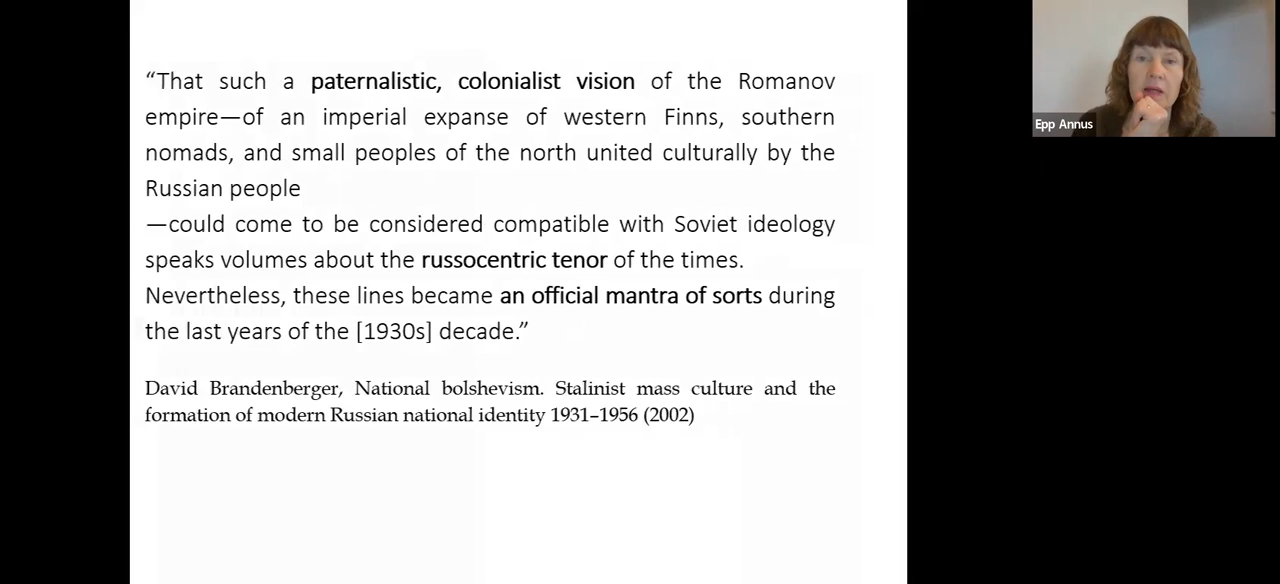 “That such a paternalistic, colonialist vision of the Romanov
empire—of an imperial expanse of western Finns, southern
nomads, and small peoples of the north united culturally by the
Russian people
—could come to be considered compatible with Soviet ideology
speaks volumes about the russocentric tenor of the times.
Nevertheless, these lines became an official mantra of sorts during
the last years of the [1930s] decade.”
David Brandenberger, National bolshevism. Stalinist mass culture and the
formation of modern Russian national identity 1931–1956 (2002)
Epp Annus